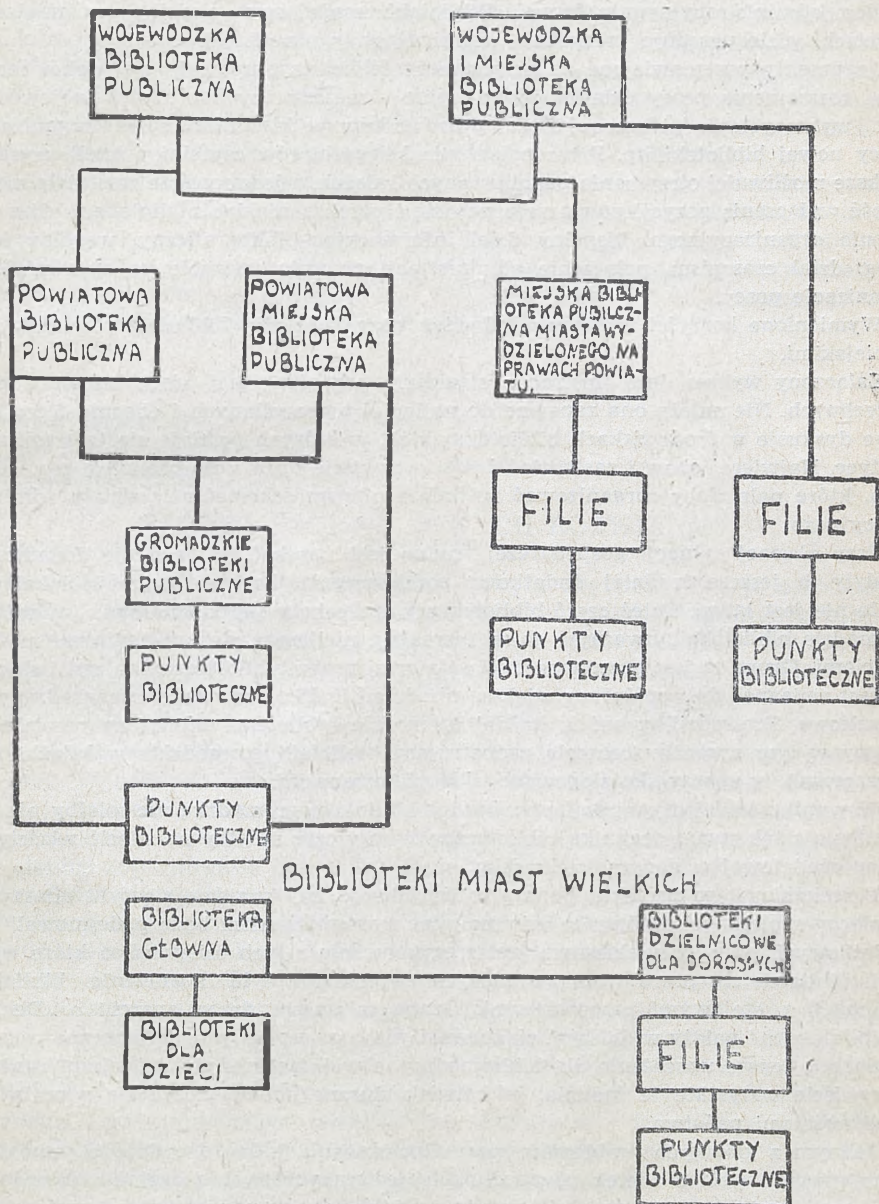 WOJEWÓDZKA
BIBLIOTEKA
PUBLICZNA
WOJEWÓDZKA
I MIEJSKA
BIBLIOTEKA
PUBLICZNA
POWIATOWA
BIBLIOTEKA
PUBLICZNA
POWIATOWA
I MIEJSKA
BIBLIOTEKA
PUBLICZNA
MIEJSKA BIBLI-
OTEKA PUBLICZ-
NA MIASTA WY-
DZIELONEGO NA
PRAWACH POWIA-
TU.
FILIE
FILIE
GROMADZKIE
BIBLIOTEKI
PUBLICZNE
PUNKTY
BIBLIOTECZNE
PUNKTY
BIBLIOTECZNE
PUNKTY
BIBLIOTECZNE
PUNKTY
BIBLIOTECZNE
BIBLIOTEKI MIAST WIELKICH
BIBLIOTEKA
GŁÓWNA
BIBLIOTEKI
DZIELNICOWE
DLA DOROSŁYCH
BIBLIOTEKI
DLA
DZIECI
FILIE
PUNKTY
BIBLIOTECZNE